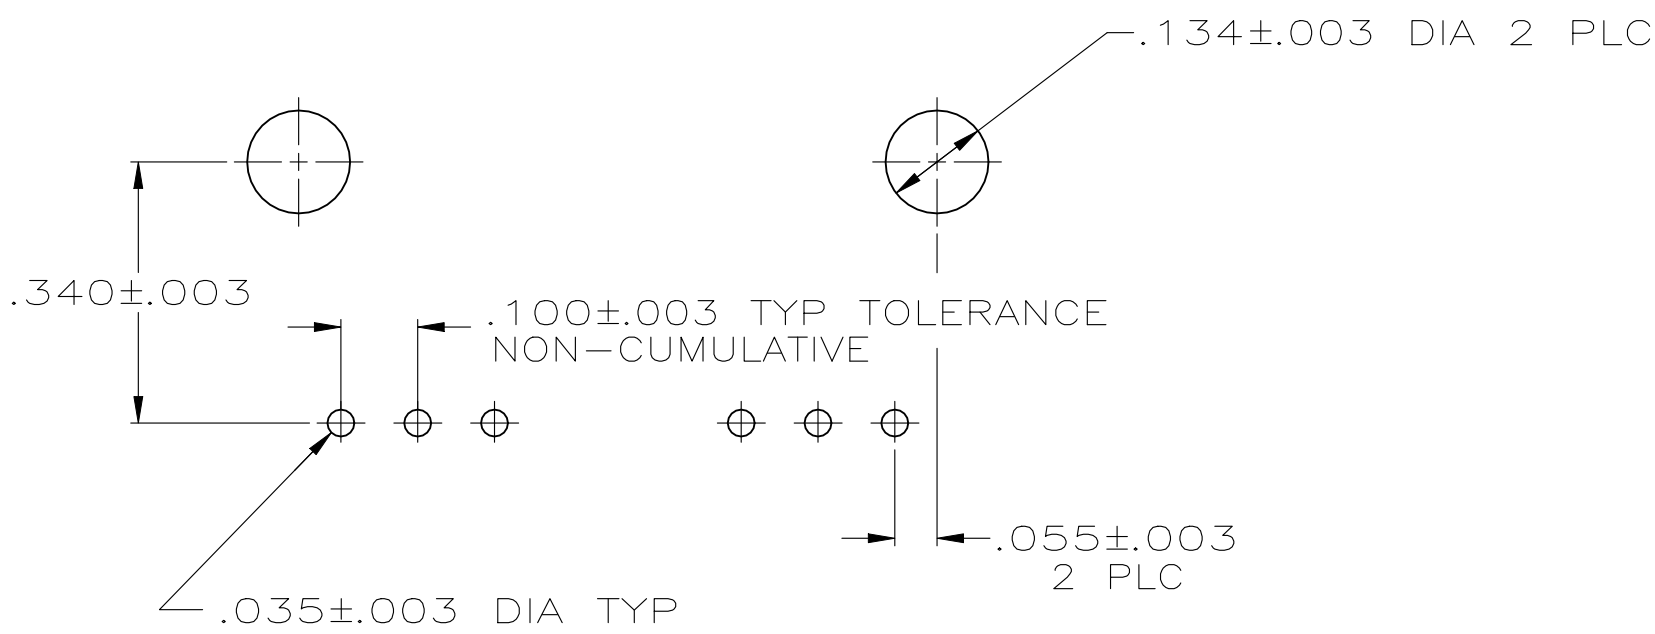 .134±.003 DIA 2 PLC
.340±.003
.100±.003 TYP TOLERANCE
NON-CUMULATIVE
.055±.003
2 PLC
.035±.003 DIA TYP